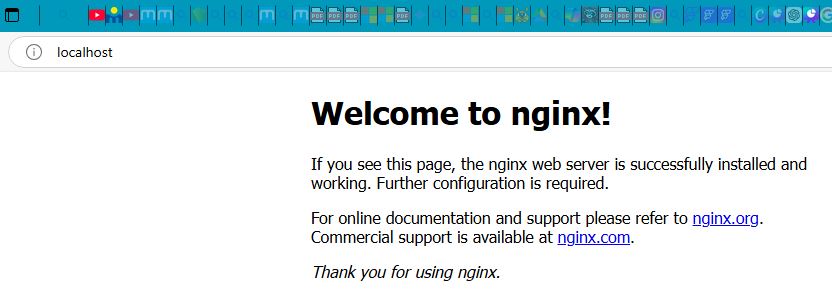 localhost
Welcome to nginx!
If you see this page, the nginx web server is successfully installed and
working. Further configuration is required.
For online documentation and support please refer to nginx.org.
Commercial support is available at nginx.com.
Thank you for using nginx.